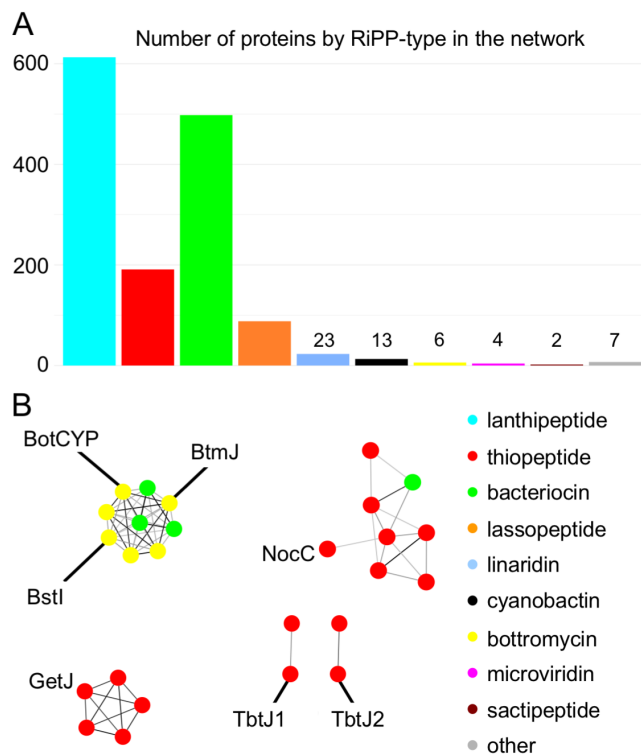 A
Number of proteins by RiPP-type in the network
600
400
200
0
23
13
6
4
2
7
B
BotCYP
BtmJ
BstI
NocC
GetJ
TbtJ1
TbtJ2
lanthipeptide
thiopeptide
bacteriocin
lassopeptide
linaridin
cyanobactin
bottromycin
microviridin
sactipeptide
other